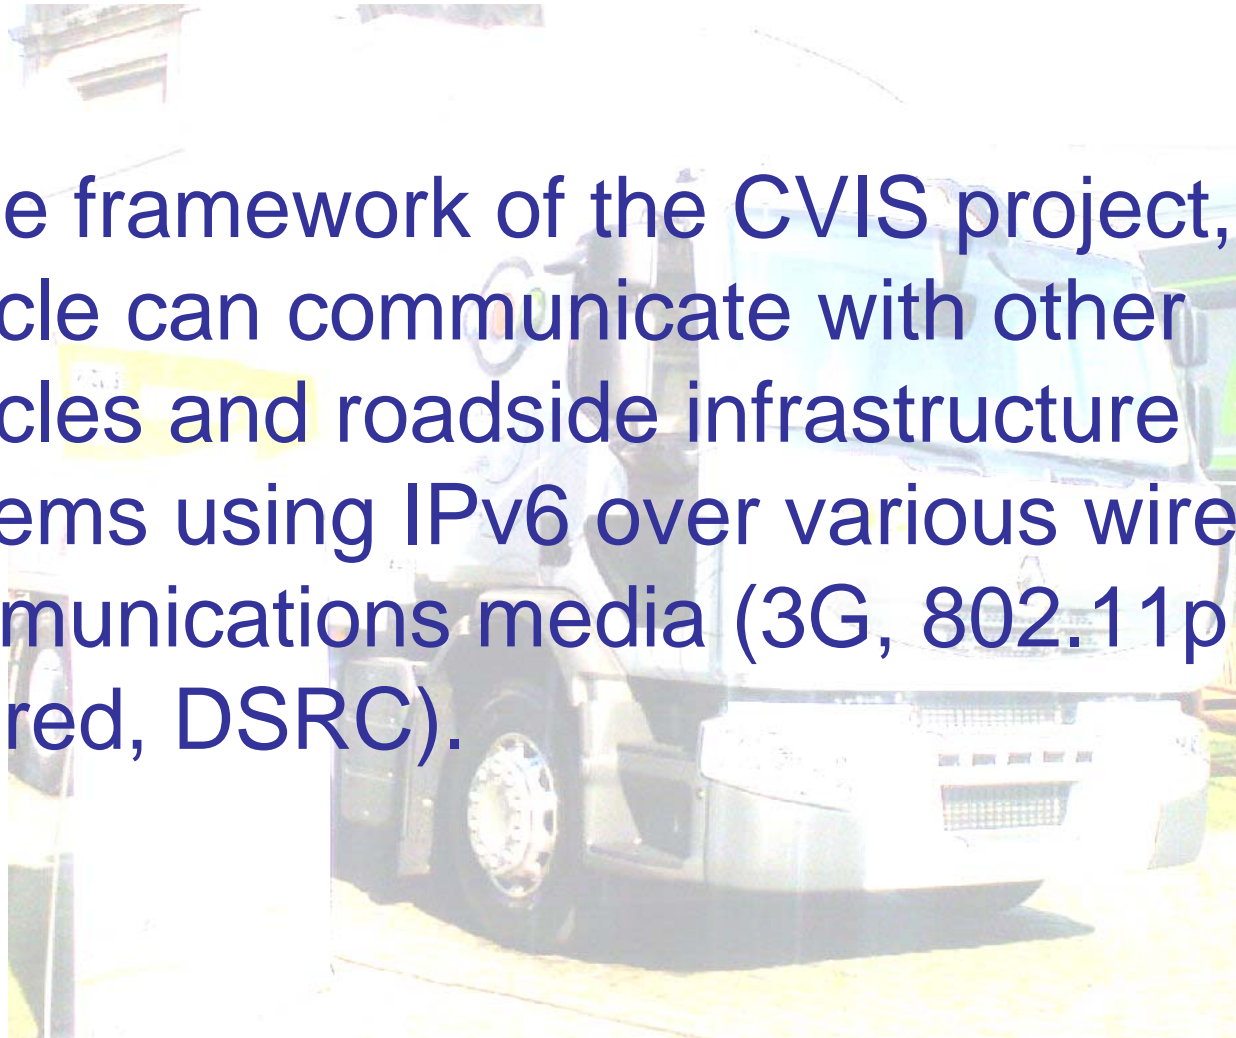 e framework of the CVIS project,
cle can communicate with other
cles and roadside infrastructure
ems using IPv6 over various wire
munications media (3G, 802.11p
red, DSRC).